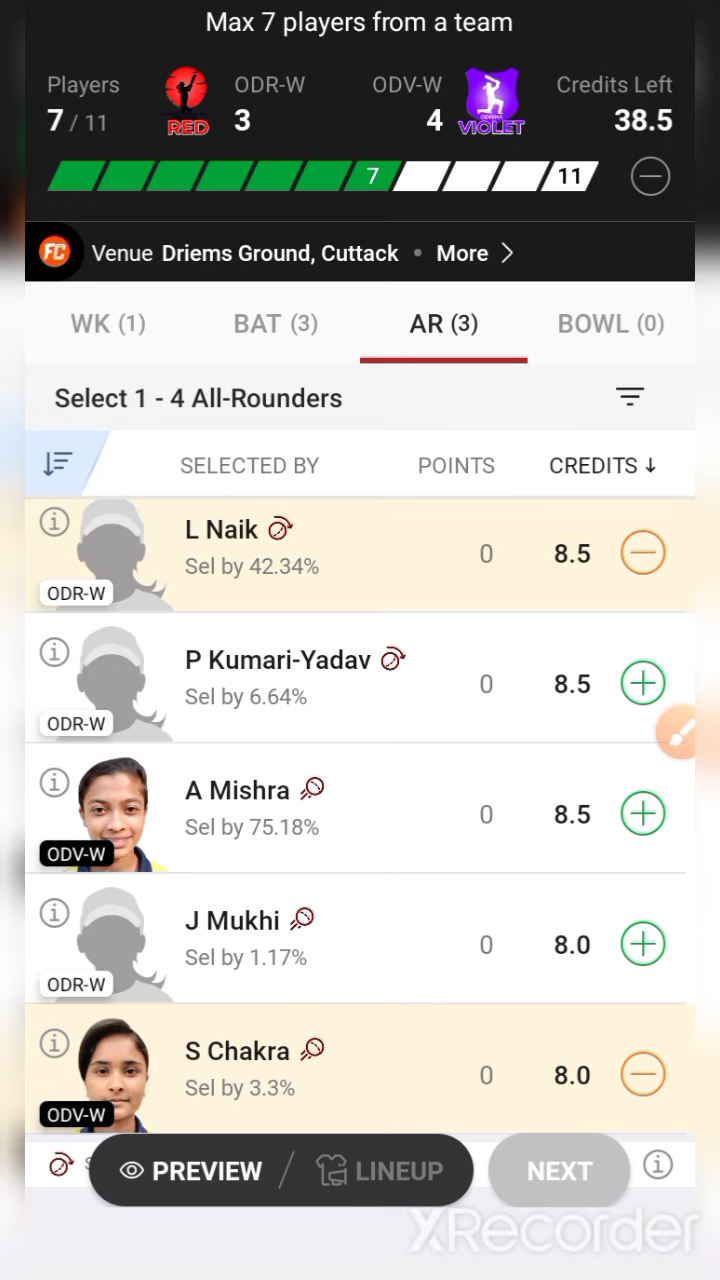 Max 7 players from a team
Players ODR-W ODV-W Credits Left
7 / 11 RED 3 4 ODISHA VIOLET 38.5
7 11
FC Venue Driems Ground, Cuttack • More
WK (1) BAT (3) AR (3) BOWL (0)
Select 1 - 4 All-Rounders
SELECTED BY POINTS CREDITS ↓
L Naik
Sel by 42.34% 0 8.5
ODR-W
P Kumari-Yadav
Sel by 6.64% 0 8.5
ODR-W
A Mishra
Sel by 75.18% 0 8.5
ODV-W
J Mukhi
Sel by 1.17% 0 8.0
ODR-W
S Chakra
Sel by 3.3% 0 8.0
ODV-W
PREVIEW / LINEUP NEXT
XRecorder